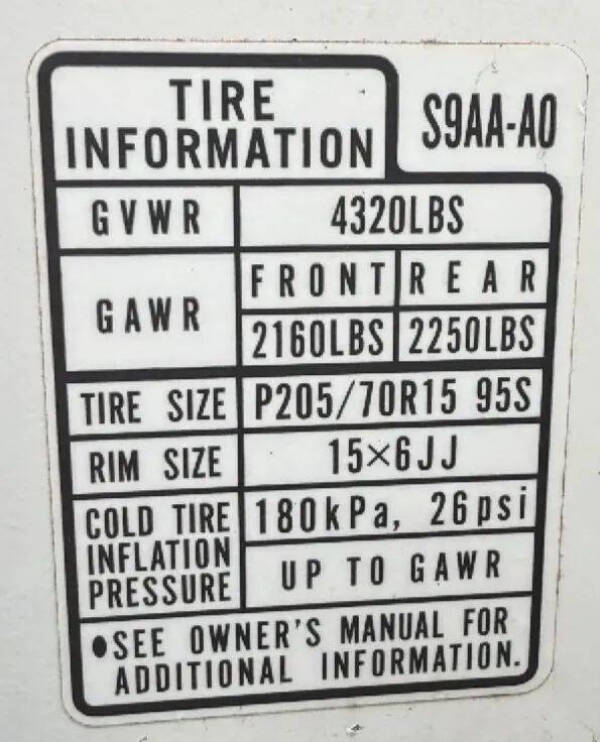 TIRE
INFORMATION
S9AA-A0
GVWR 4320LBS
GAWR FRONT REAR
2160LBS 2250LBS
TIRE SIZE P205/70R15 95S
RIM SIZE 15×6JJ
COLD TIRE INFLATION PRESSURE 180kPa, 26psi
UP TO GAWR
•SEE OWNER'S MANUAL FOR
ADDITIONAL INFORMATION.